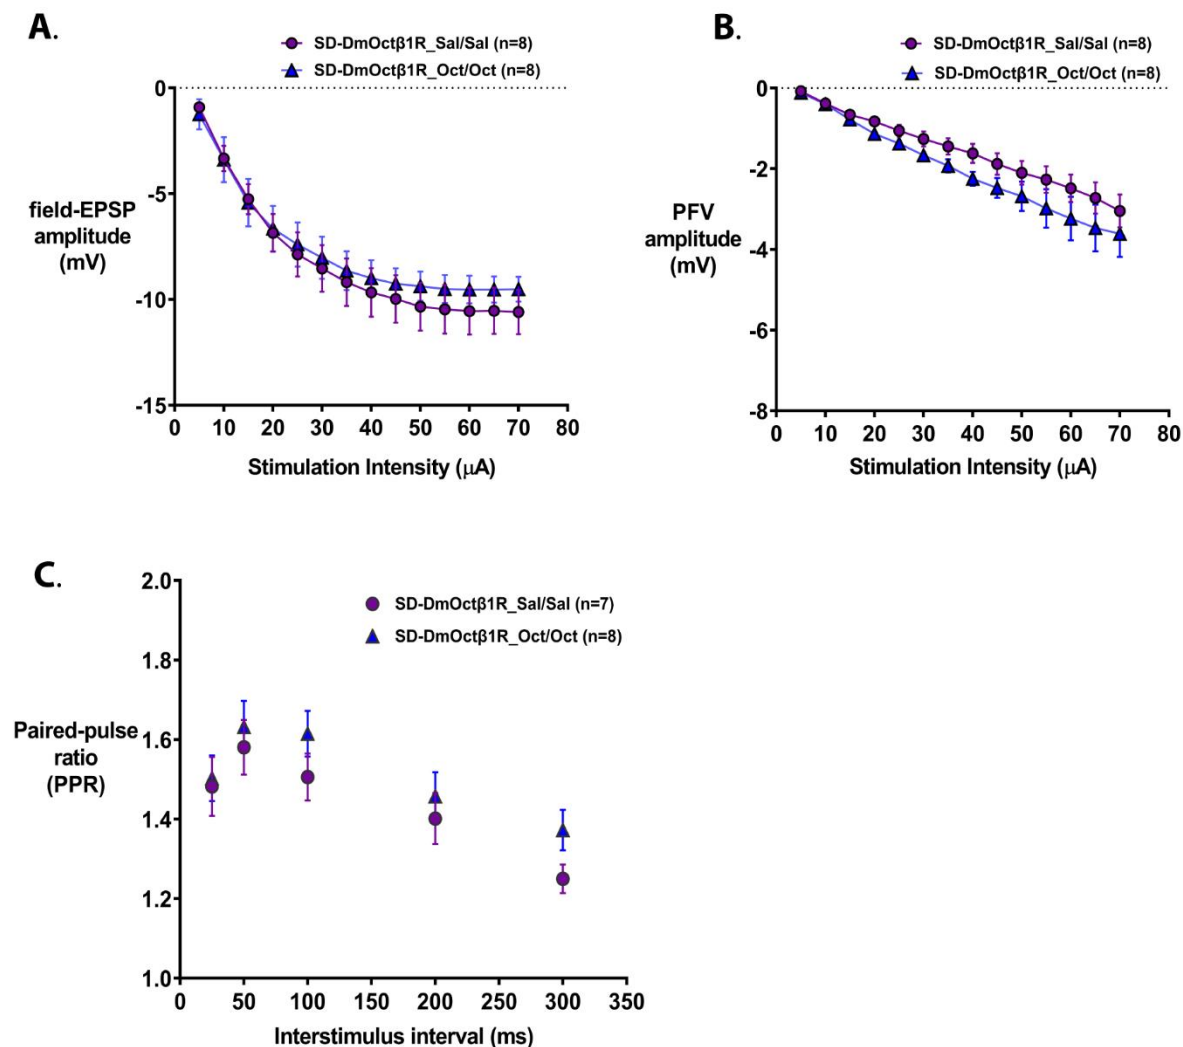 A.
SD-DmOctβ1R_Sal/Sal (n=8)
SD-DmOctβ1R_Oct/Oct (n=8)
0
-5
-10
-15
field-EPSP
amplitude
(mV)
0 10 20 30 40 50 60 70 80
Stimulation Intensity (μA)
B.
SD-DmOctβ1R_Sal/Sal (n=8)
SD-DmOctβ1R_Oct/Oct (n=8)
0
-2
-4
-6
-8
PFV
amplitude
(mV)
0 10 20 30 40 50 60 70 80
Stimulation Intensity (μA)
C.
SD-DmOctβ1R_Sal/Sal (n=7)
SD-DmOctβ1R_Oct/Oct (n=8)
2.0
1.8
1.6
1.4
1.2
1.0
Paired-pulse
ratio
(PPR)
0 50 100 150 200 250 300 350
Interstimulus interval (ms)